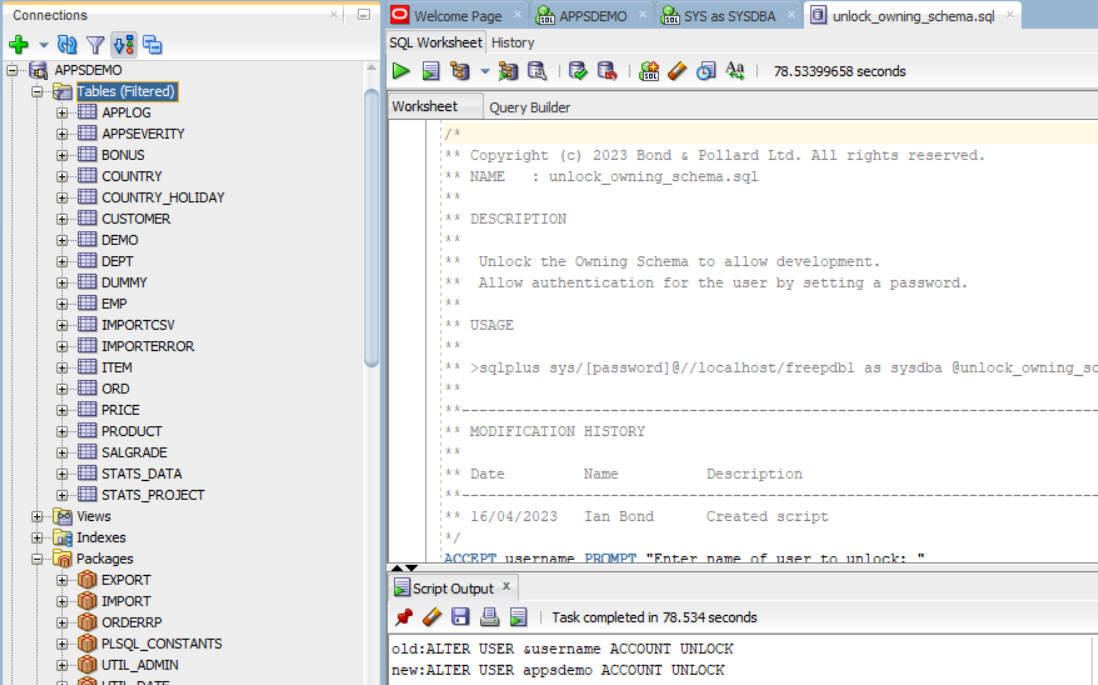 Connections
APPSDEMO
Tables (Filtered)
APPLOG
APPSEVERITY
BONUS
COUNTRY
COUNTRY_HOLIDAY
CUSTOMER
DEMO
DEPT
DUMMY
EMP
IMPORTCSV
IMPORTERROR
ITEM
ORD
PRICE
PRODUCT
SALGRADE
STATS_DATA
STATS_PROJECT
Views
Indexes
Packages
EXPORT
IMPORT
ORDERRP
PLSQL_CONSTANTS
UTIL_ADMIN
UTIL_DATE
Welcome Page
APPSDEMO
SYS as SYSDBA
unlock_owning_schema.sql
SQL Worksheet History
78.53399658 seconds
Worksheet Query Builder
/*
** Copyright (c) 2023 Bond & Pollard Ltd. All rights reserved.
** NAME   : unlock_owning_schema.sql
**
** DESCRIPTION
**
**  Unlock the Owning Schema to allow development.
**  Allow authentication for the user by setting a password.
**
** USAGE
**
** >sqlplus sys/[password]@//localhost/freepdb1 as sysdba @unlock_owning_sc
**
**------------------------------------------------------------------------
** MODIFICATION HISTORY
**
** Date         Name          Description
**------------------------------------------------------------------------
** 16/04/2023   Ian Bond      Created script
*/
ACCEPT username PROMPT "Enter name of user to unlock: "
Script Output
Task completed in 78.534 seconds
old:ALTER USER &username ACCOUNT UNLOCK
new:ALTER USER appsdemo ACCOUNT UNLOCK